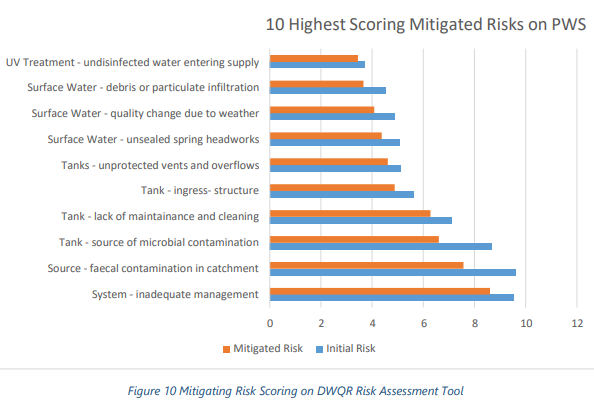 10 Highest Scoring Mitigated Risks on PWS
UV Treatment - undisinfected water entering supply
Surface Water - debris or particulate infiltration
Surface Water - quality change due to weather
Surface Water - unsealed spring headworks
Tanks - unprotected vents and overflows
Tank - ingress- structure
Tank - lack of maintainance and cleaning
Tank - source of microbial contamination
Source - faecal contamination in catchment
System - inadequate management
0 2 4 6 8 10 12
Mitigated Risk Initial Risk
Figure 10 Mitigating Risk Scoring on DWQR Risk Assessment Tool